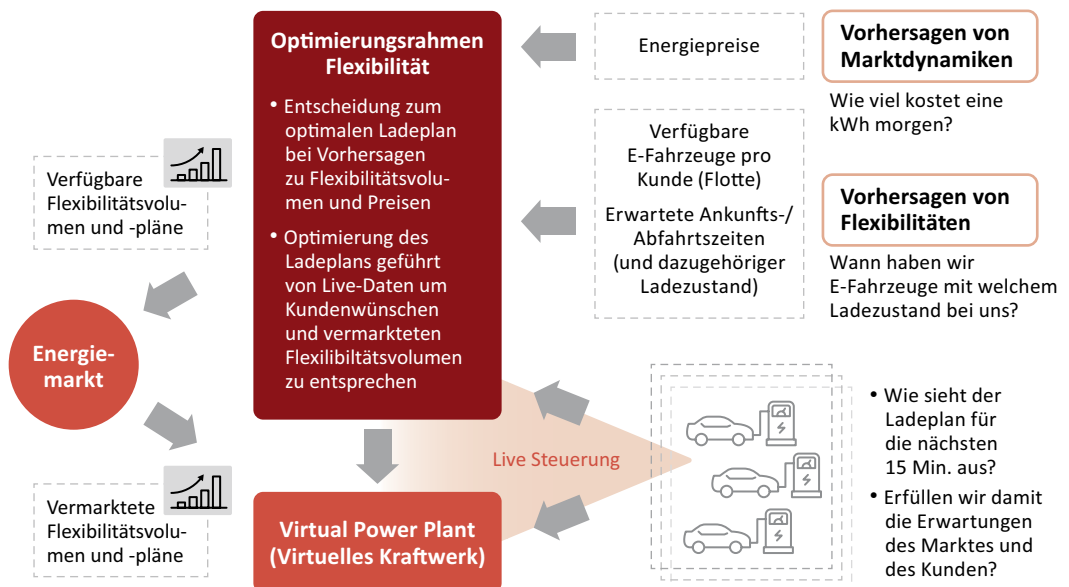 Optimierungsrahmen
Flexibilität
• Entscheidung zum
optimalen Ladeplan
bei Vorhersagen
zu Flexibilitätsvolu-
men und Preisen
• Optimierung des
Ladeplans geführt
von Live-Daten um
Kundenwünschen
und vermarkteten
Flexilibiltätsvolumen
zu entsprechen
Energiepreise
Vorhersagen von
Marktdynamiken
Wie viel kostet eine
kWh morgen?
Verfügbare
E-Fahrzeuge pro
Kunde (Flotte)
Erwartete Ankunfts-/
Abfahrtszeiten
(und dazugehöriger
Ladezustand)
Vorhersagen von
Flexibilitäten
Wann haben wir
E-Fahrzeuge mit welchem
Ladezustand bei uns?
Verfügbare
Flexibilitätsvolu-
men und -pläne
Energie-
markt
Vermarktete
Flexibilitätsvolu-
men und -pläne
Live Steuerung
Virtual Power Plant
(Virtuelles Kraftwerk)
• Wie sieht der
Ladeplan für
die nächsten
15 Min. aus?
• Erfüllen wir damit
die Erwartungen
des Marktes und
des Kunden?